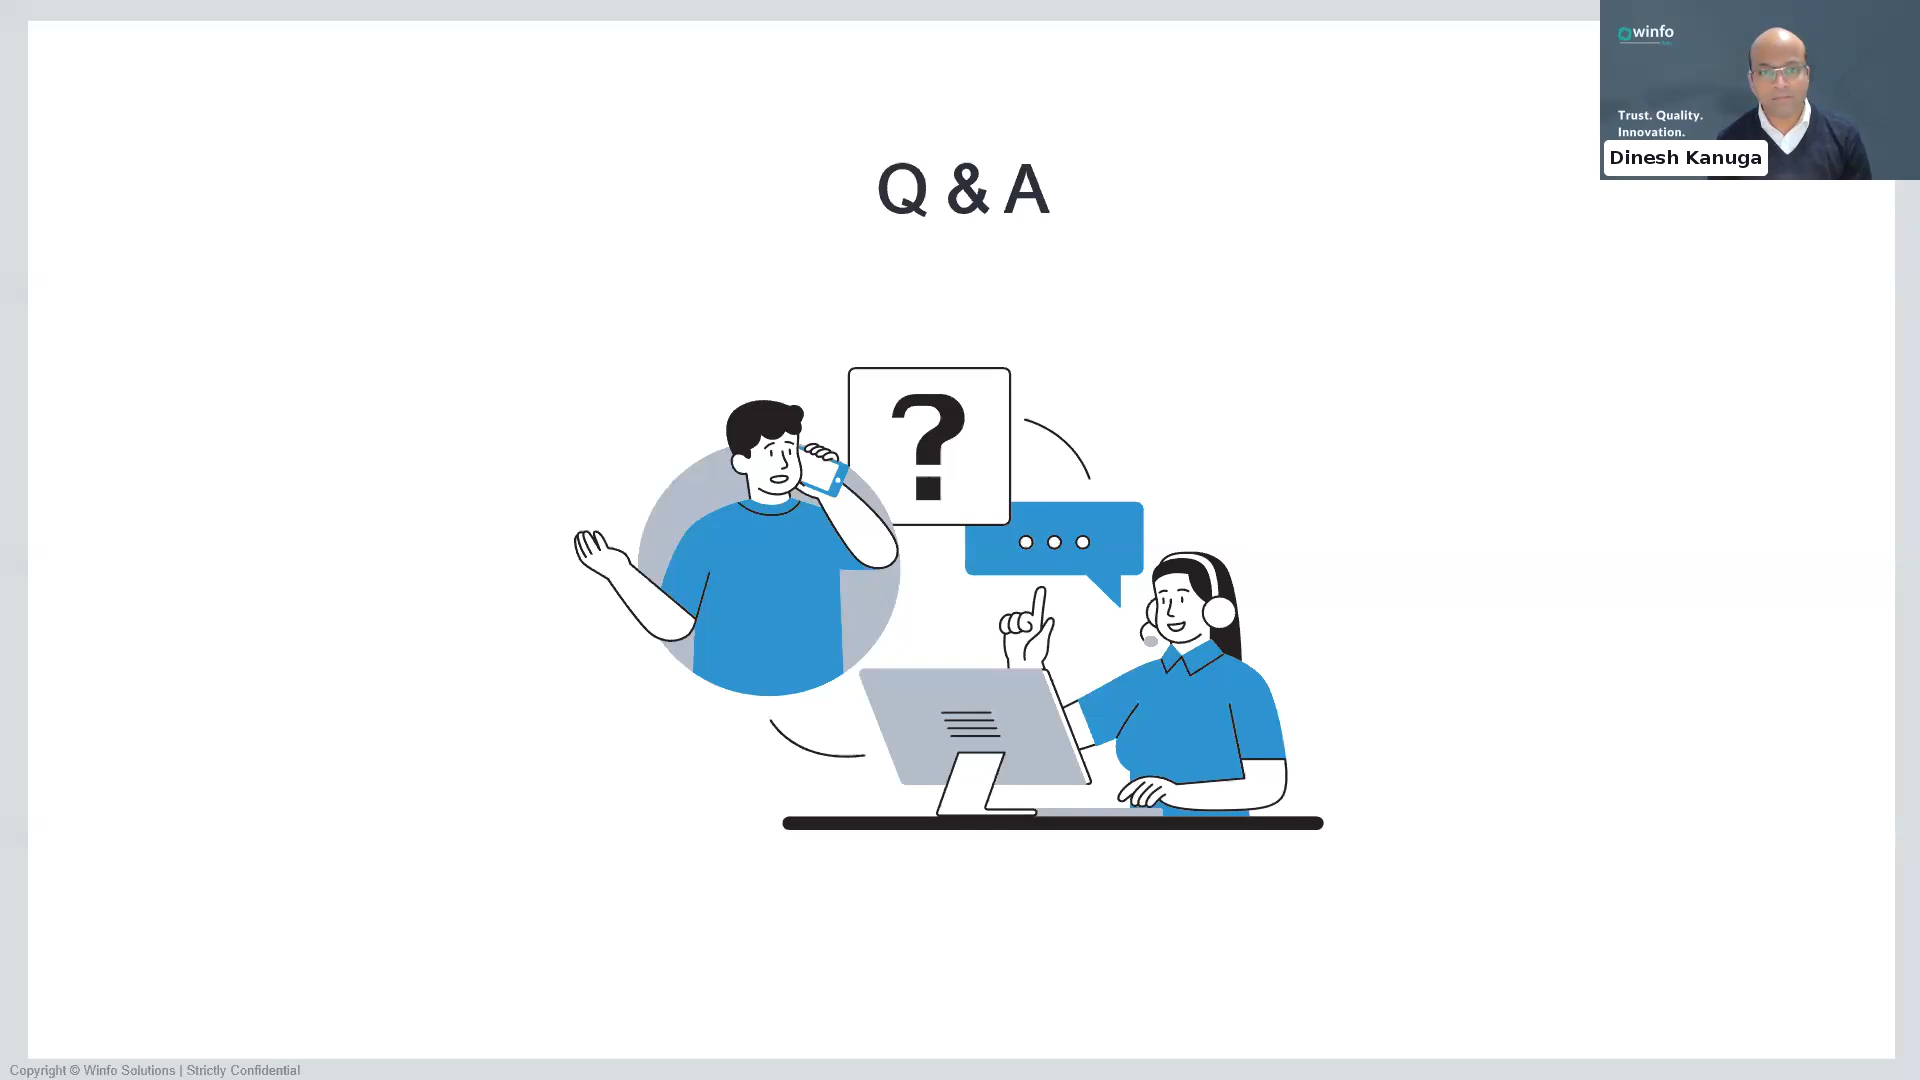 winfo
Trust. Quality.
Innovation.
Dinesh Kanuga
Q & A
?
Copyright © Winfo Solutions | Strictly Confidential